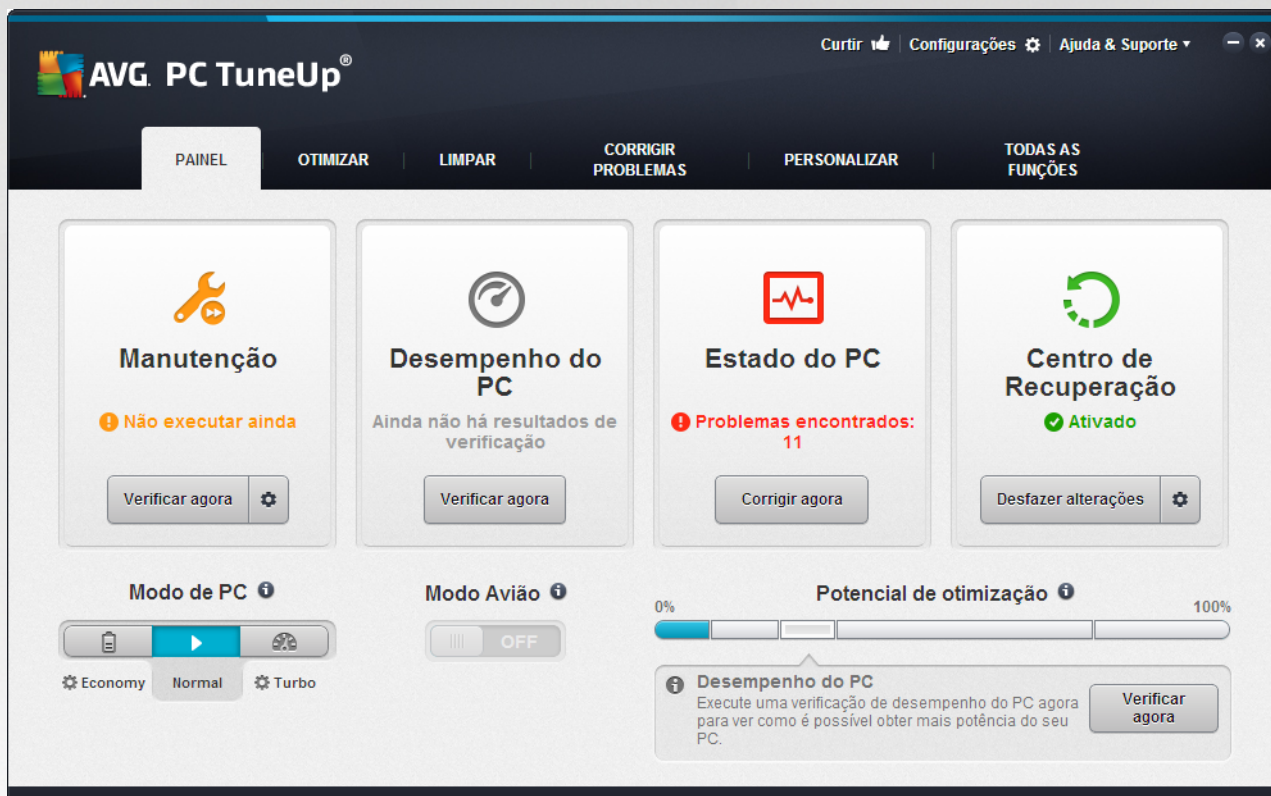 Curtir
Configurações
Ajuda & Suporte
AVG. PC TuneUp®
PAINEL
OTIMIZAR
LIMPAR
CORRIGIR
PROBLEMAS
PERSONALIZAR
TODAS AS
FUNÇÕES
Manutenção
Não executar ainda
Verificar agora
Desempenho do
PC
Ainda não há resultados de
verificação
Verificar agora
Estado do PC
Problemas encontrados:
11
Corrigir agora
Centro de
Recuperação
Ativado
Desfazer alterações
Modo de PC
Economy
Normal
Turbo
Modo Avião
OFF
Potencial de otimização
0%
100%
Desempenho do PC
Execute uma verificação de desempenho do PC agora
para ver como é possível obter mais potência do seu
PC.
Verificar
agora